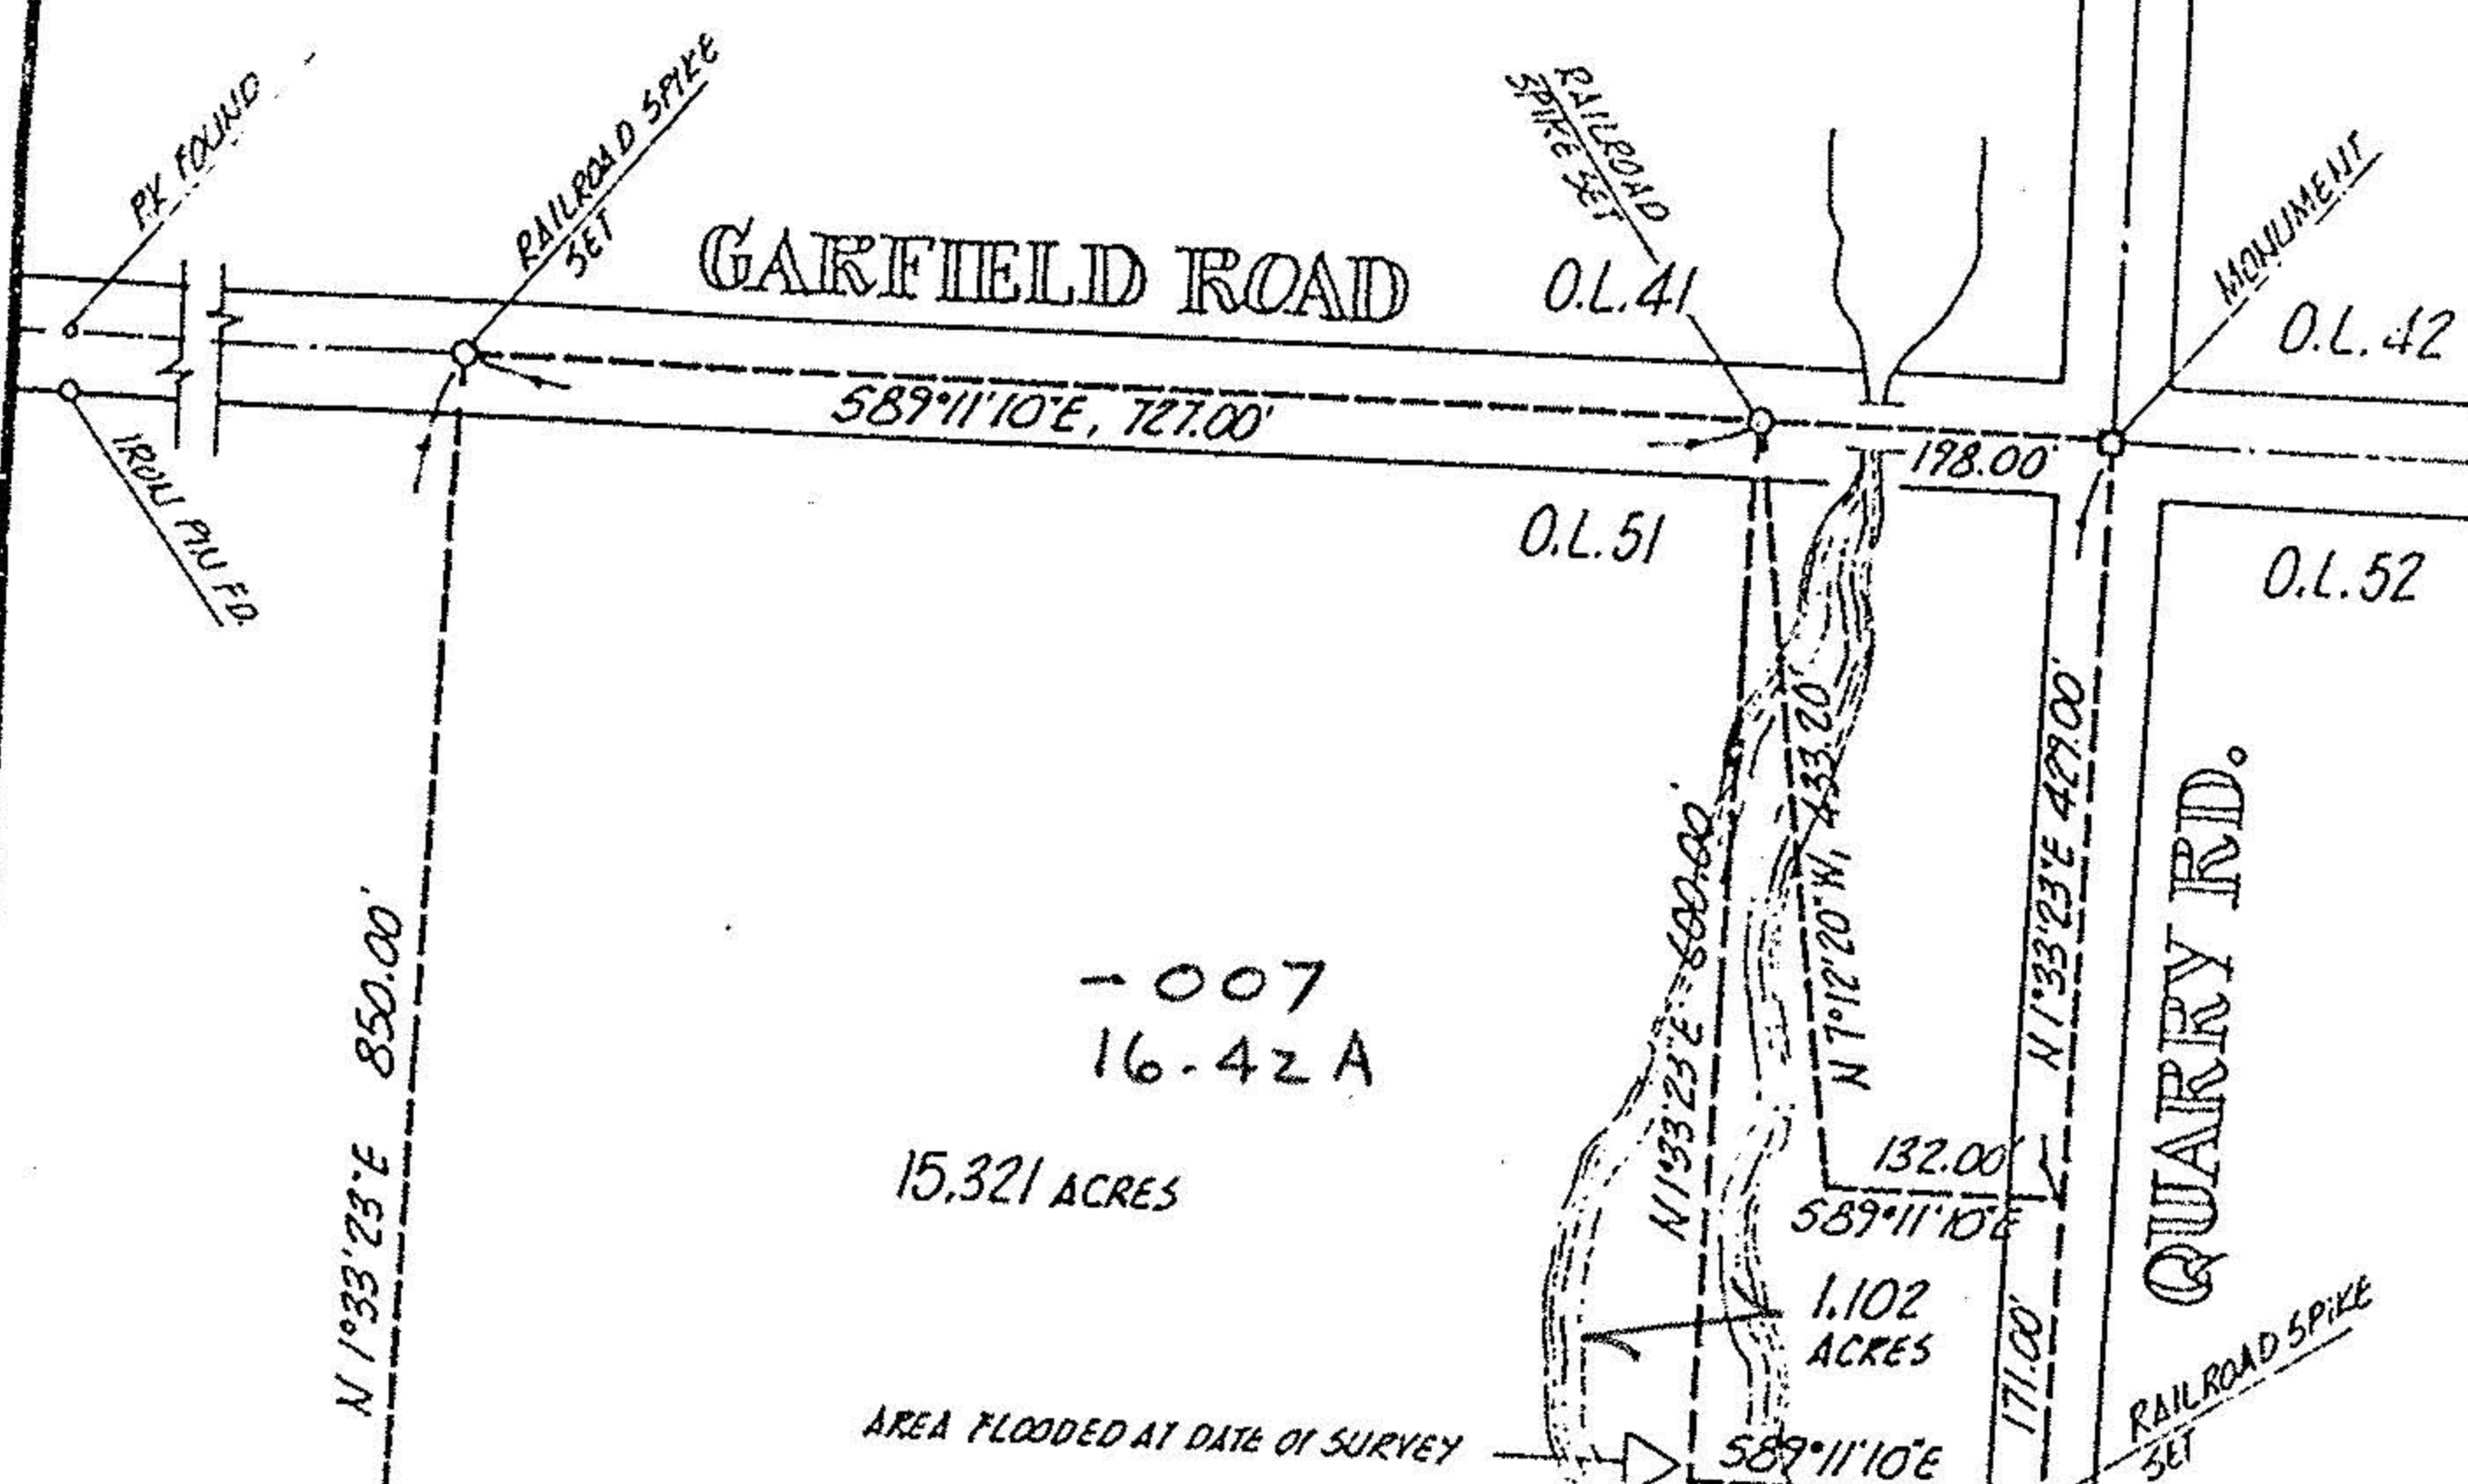 PK FOUND
RAILROAD SPIKE
SET
RAILROAD
SPIKE SET
MONUMENT
GARFIELD ROAD
O.L.41
O.L.42
S89°11'10"E, 727.00'
198.00'
IRON PIN FD.
O.L.51
O.L.52
N 1°33'23"E 850.00'
N1°33'23"E 600.00'
N 7°12'20"W, 433.20'
N1°33'23"E 429.00'
QUARRY RD.
-007
16.42 A
15.321 ACRES
132.00'
S89°11'10"E
1.102
ACRES
171.00'
RAILROAD SPIKE
SET
AREA FLOODED AT DATE OF SURVEY
S89°11'10"E